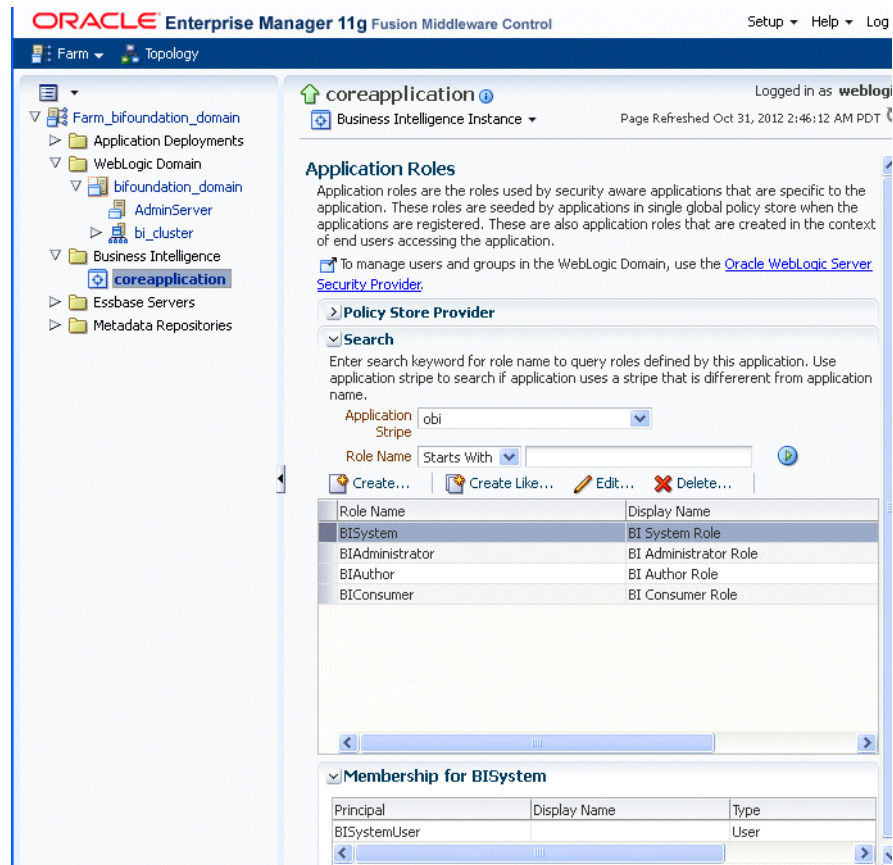 ORACLE Enterprise Manager 11g Fusion Middleware Control
Setup Help Log
Farm Topology
Farm_bifoundation_domain
Application Deployments
WebLogic Domain
bifoundation_domain
AdminServer
bi_cluster
Business Intelligence
coreapplication
Essbase Servers
Metadata Repositories
coreapplication
Logged in as weblogi
Business Intelligence Instance
Page Refreshed Oct 31, 2012 2:46:12 AM PDT
Application Roles
Application roles are the roles used by security aware applications that are specific to the
application. These roles are seeded by applications in single global policy store when the
applications are registered. These are also application roles that are created in the context
of end users accessing the application.
To manage users and groups in the WebLogic Domain, use the Oracle WebLogic Server
Security Provider.
Policy Store Provider
Search
Enter search keyword for role name to query roles defined by this application. Use
application stripe to search if application uses a stripe that is differerent from application
name.
Application Stripe obi
Role Name Starts With
Create... Create Like... Edit... Delete...
Role Name Display Name
BISystem BI System Role
BIAdministrator BI Administrator Role
BIAuthor BI Author Role
BIConsumer BI Consumer Role
Membership for BISystem
Principal Display Name Type
BISystemUser User